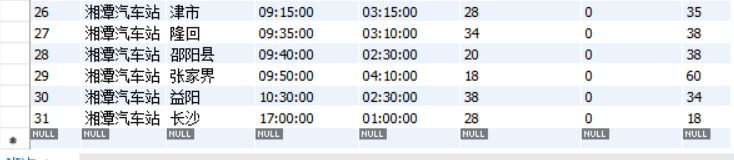 26 湘潭汽车站 津市 09:15:00 03:15:00 28 0 35
27 湘潭汽车站 隆回 09:35:00 03:10:00 34 0 38
28 湘潭汽车站 邵阳县 09:40:00 02:30:00 20 0 38
29 湘潭汽车站 张家界 09:50:00 04:10:00 18 0 60
30 湘潭汽车站 益阳 10:30:00 02:30:00 38 0 34
31 湘潭汽车站 长沙 17:00:00 01:00:00 28 0 18
NULL NULL NULL NULL NULL NULL NULL NULL